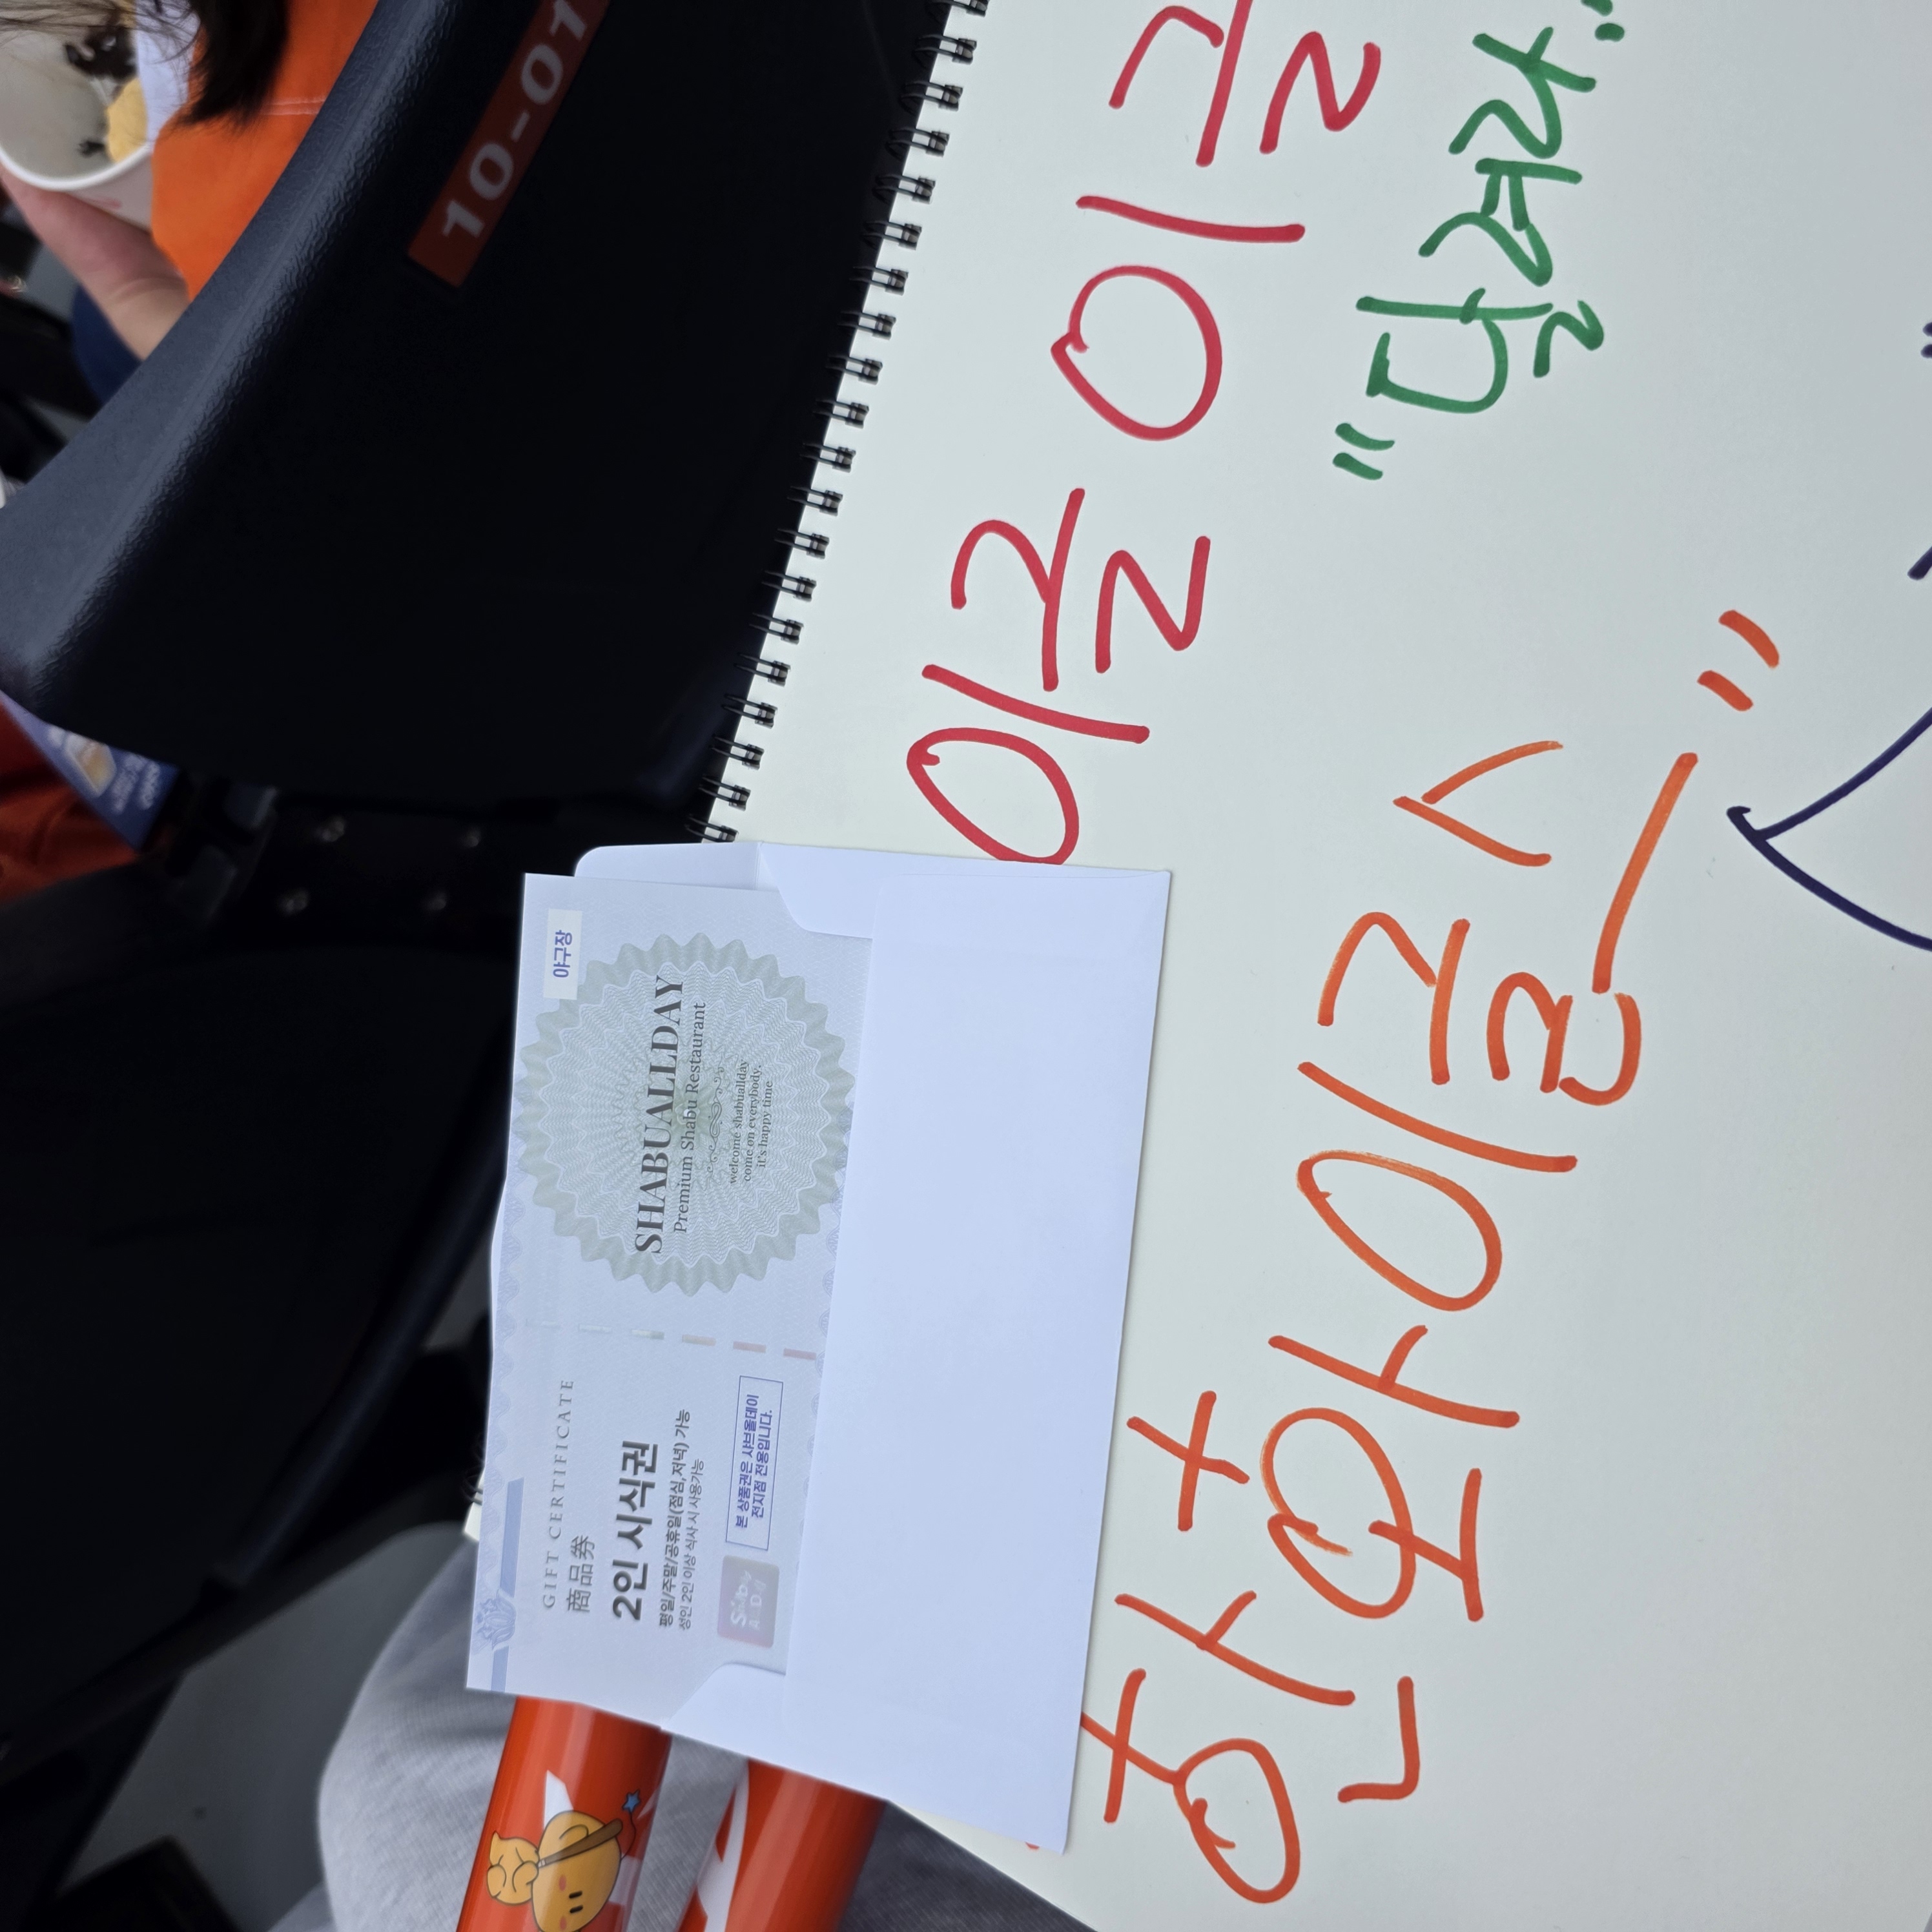 10-01
이글 이글
"달려라"
한화이글스"
야구장
SHABUALLDAY
Premium Shabu Restaurant
welcome shabuallday
come on everybody.
it's happy time
GIFT CERTIFICATE
商品券
2인 시식권
평일/주말/공휴일(점심,저녁) 가능
성인 2인 이상 식사 시 사용가능
본 상품권은 샤브올데이
전지점 전용입니다.